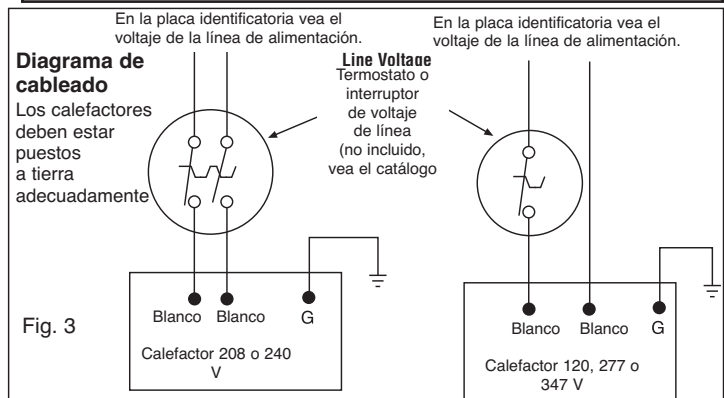 En la placa identificatoria vea el
voltaje de la línea de alimentación.
En la placa identificatoria vea el
voltaje de la línea de alimentación.
Diagrama de
cableado
Los calefactores
deben estar
puestos
a tierra
adecuadamente
Line Voltage
Termostato o
interruptor
de voltaje
de línea
(no incluido,
vea el catálogo
Blanco Blanco G
Calefactor 208 o 240
V
Blanco Blanco G
Calefactor 120, 277 o
347 V
Fig. 3